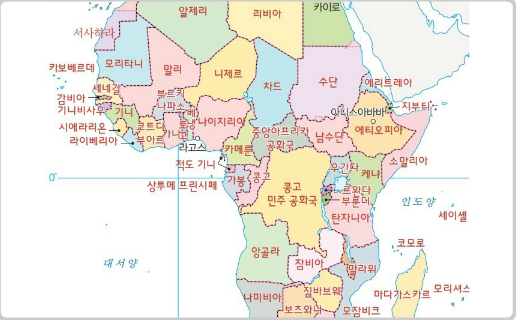 알제리
리비아
카이로
서사하라
모리타니
말리
니제르
차드
수단
에리트레아
카보베르데
세네갈
감비아
기니비사우
기니
부르키
나파소
베
냉
토
나이지리아
아디스아바바
지부티
시에라리온
라이베리아
코트디
부아르
가나
라고스
중앙아프리카
공화국
남수단
에티오피아
카메룬
적도 기니
상투메 프린시페
가봉
콩고
콩고
민주 공화국
우간다
케냐
소말리아
르완다
부룬디
0°
탄자니아
인도양
세이셸
대서양
앙골라
잠비아
말라위
코모로
나미비아
짐바브웨
보츠와나
모잠비크
마다가스카르
모리셔스